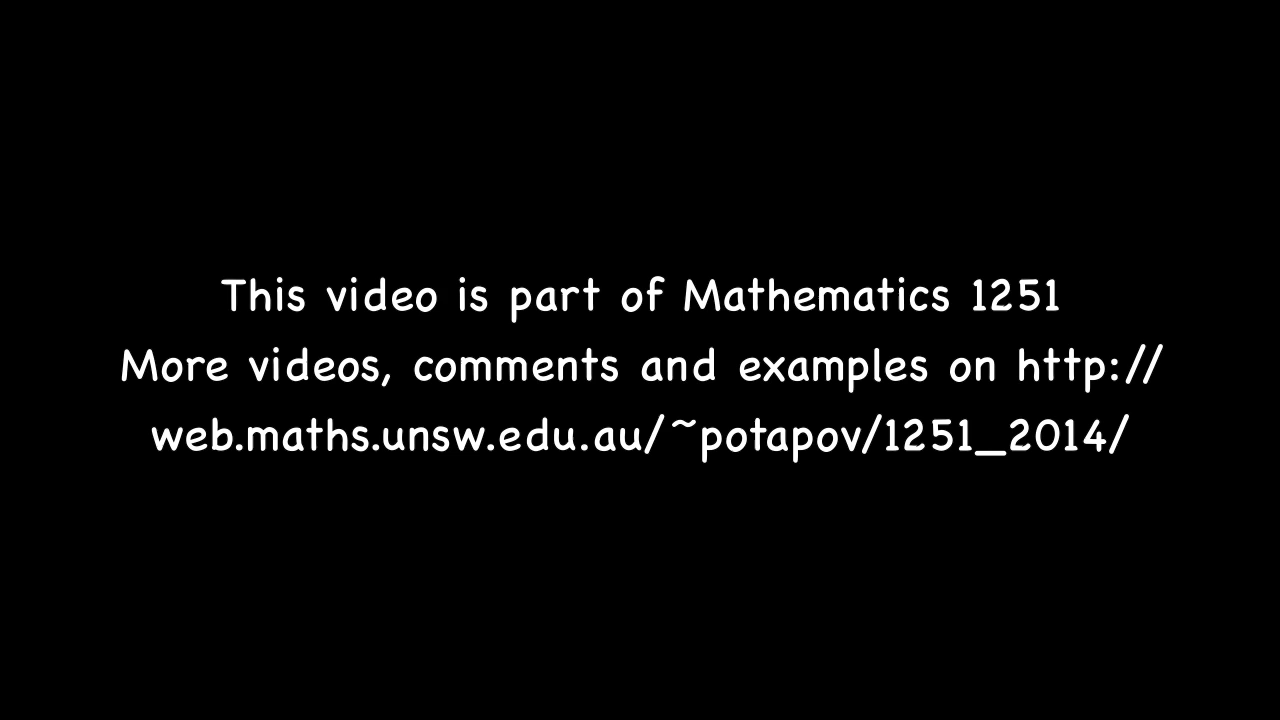 This video is part of Mathematics 1251
More videos, comments and examples on http://
web.maths.unsw.edu.au/~potapov/1251_2014/